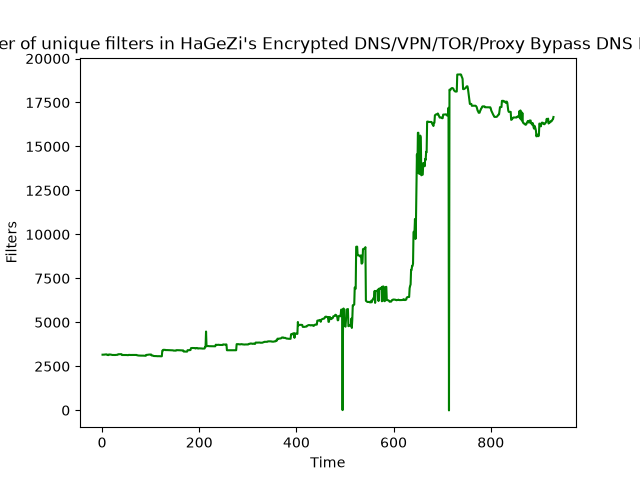 er of unique filters in HaGeZi's Encrypted DNS/VPN/TOR/Proxy Bypass DNS
20000
17500
15000
12500
10000
7500
5000
2500
0
Filters
0 200 400 600 800
Time